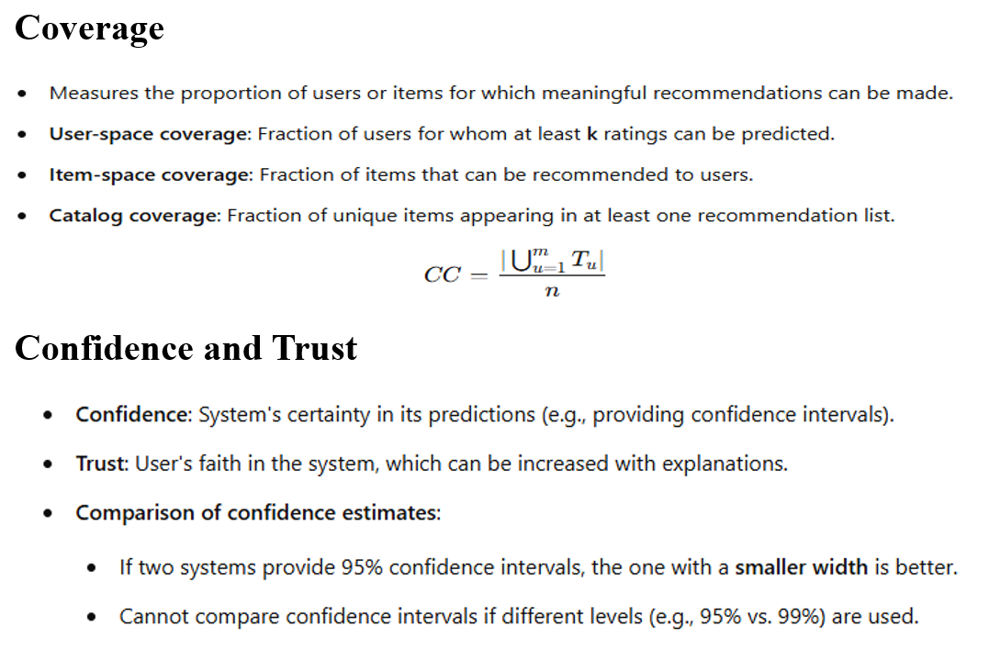 Coverage
• Measures the proportion of users or items for which meaningful recommendations can be made.
• User-space coverage: Fraction of users for whom at least k ratings can be predicted.
• Item-space coverage: Fraction of items that can be recommended to users.
• Catalog coverage: Fraction of unique items appearing in at least one recommendation list.
CC = |⋃_{u=1}^{m} T_u| / n
Confidence and Trust
• Confidence: System's certainty in its predictions (e.g., providing confidence intervals).
• Trust: User's faith in the system, which can be increased with explanations.
• Comparison of confidence estimates:
• If two systems provide 95% confidence intervals, the one with a smaller width is better.
• Cannot compare confidence intervals if different levels (e.g., 95% vs. 99%) are used.